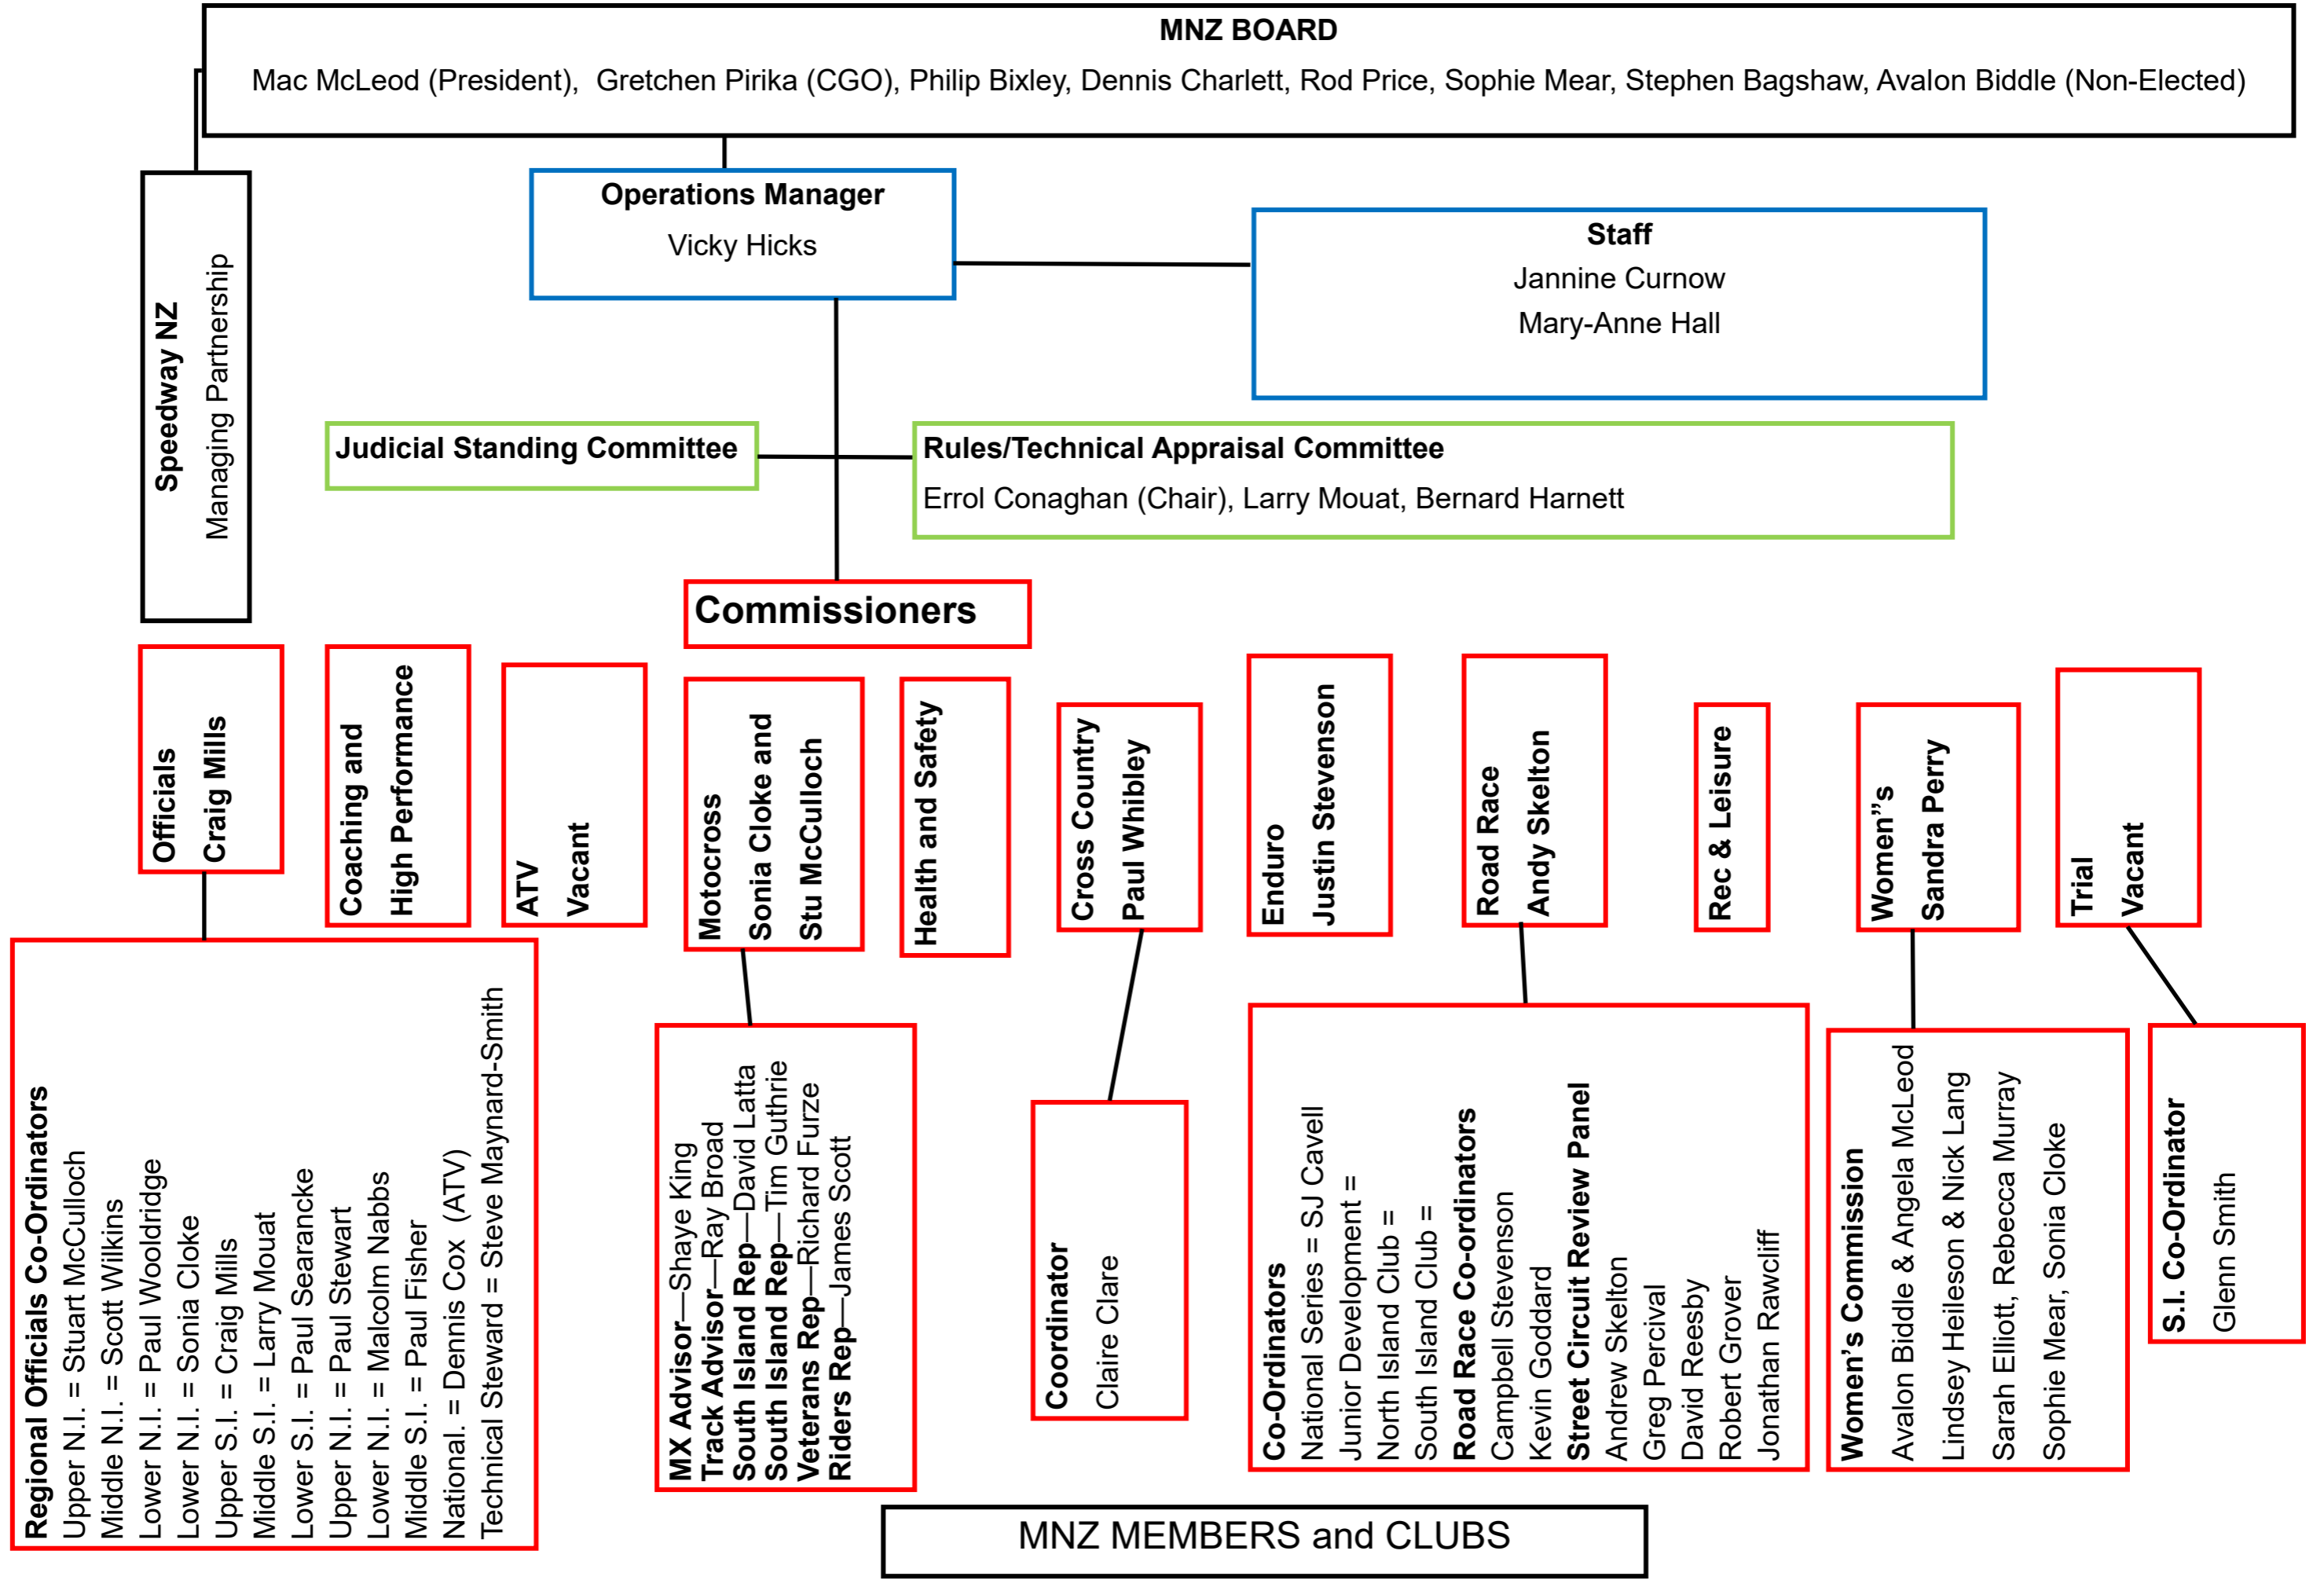 MNZ BOARD
Mac McLeod (President),  Gretchen Pirika (CGO), Philip Bixley, Dennis Charlett, Rod Price, Sophie Mear, Stephen Bagshaw, Avalon Biddle (Non-Elected)
Operations Manager
Vicky Hicks
Staff
Jannine Curnow
Mary-Anne Hall
Speedway NZ
Managing Partnership
Judicial Standing Committee
Rules/Technical Appraisal Committee
Errol Conaghan (Chair), Larry Mouat, Bernard Harnett
Commissioners
Officials
Craig Mills
Coaching and
High Performance
ATV
Vacant
Motocross
Sonia Cloke and
Stu McCulloch
Health and Safety
Cross Country
Paul Whibley
Enduro
Justin Stevenson
Road Race
Andy Skelton
Rec & Leisure
Women"s
Sandra Perry
Trial
Vacant
Regional Officials Co-Ordinators
Upper N.I. = Stuart McCulloch
Middle N.I. = Scott Wilkins
Lower N.I. = Paul Wooldridge
Lower N.I. = Sonia Cloke
Upper S.I. = Craig Mills
Middle S.I. = Larry Mouat
Lower S.I. = Paul Searancke
Upper N.I. = Paul Stewart
Lower N.I. = Malcolm Nabbs
Middle S.I. = Paul Fisher
National. = Dennis Cox  (ATV)
Technical Steward = Steve Maynard-Smith
MX Advisor—Shaye King
Track Advisor—Ray Broad
South Island Rep—David Latta
South Island Rep—Tim Guthrie
Veterans Rep—Richard Furze
Riders Rep—James Scott
Coordinator
Claire Clare
Co-Ordinators
National Series = SJ Cavell
Junior Development =
North Island Club =
South Island Club =
Road Race Co-ordinators
Campbell Stevenson
Kevin Goddard
Street Circuit Review Panel
Andrew Skelton
Greg Percival
David Reesby
Robert Grover
Jonathan Rawcliff
Women's Commission
Avalon Biddle & Angela McLeod
Lindsey Heileson & Nick Lang
Sarah Elliott, Rebecca Murray
Sophie Mear, Sonia Cloke
S.I. Co-Ordinator
Glenn Smith
MNZ MEMBERS and CLUBS